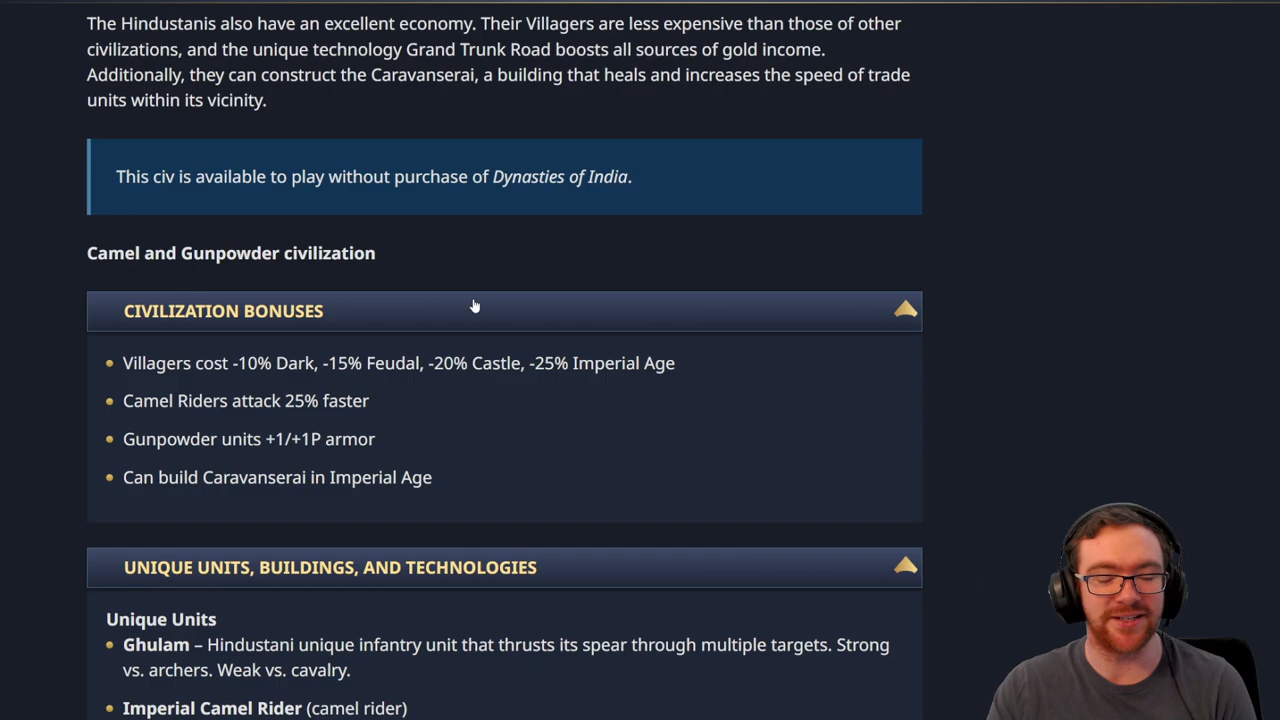 The Hindustanis also have an excellent economy. Their Villagers are less expensive than those of other
civilizations, and the unique technology Grand Trunk Road boosts all sources of gold income.
Additionally, they can construct the Caravanserai, a building that heals and increases the speed of trade
units within its vicinity.
This civ is available to play without purchase of Dynasties of India.
Camel and Gunpowder civilization
CIVILIZATION BONUSES
Villagers cost -10% Dark, -15% Feudal, -20% Castle, -25% Imperial Age
Camel Riders attack 25% faster
Gunpowder units +1/+1P armor
Can build Caravanserai in Imperial Age
UNIQUE UNITS, BUILDINGS, AND TECHNOLOGIES
Unique Units
Ghulam – Hindustani unique infantry unit that thrusts its spear through multiple targets. Strong
vs. archers. Weak vs. cavalry.
Imperial Camel Rider (camel rider)